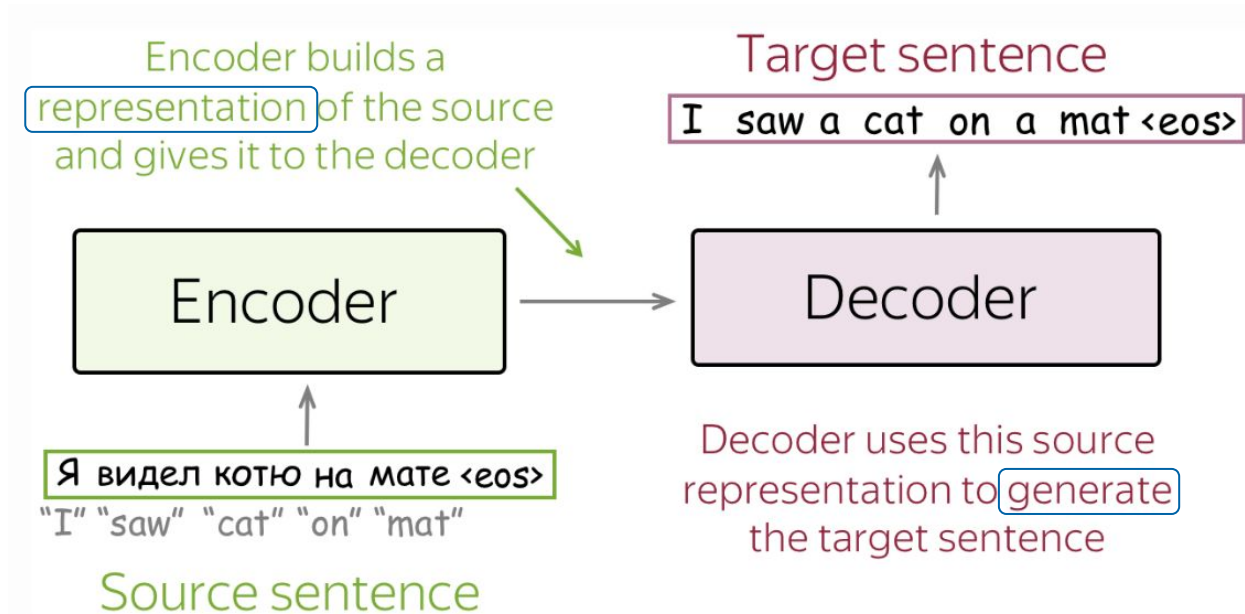 Encoder builds a
representation of the source
and gives it to the decoder
Target sentence
I saw a cat on a mat <eos>
Encoder
Decoder
Я видел котю на мате <eos>
“I” “saw” “cat” “on” “mat”
Source sentence
Decoder uses this source
representation to generate
the target sentence